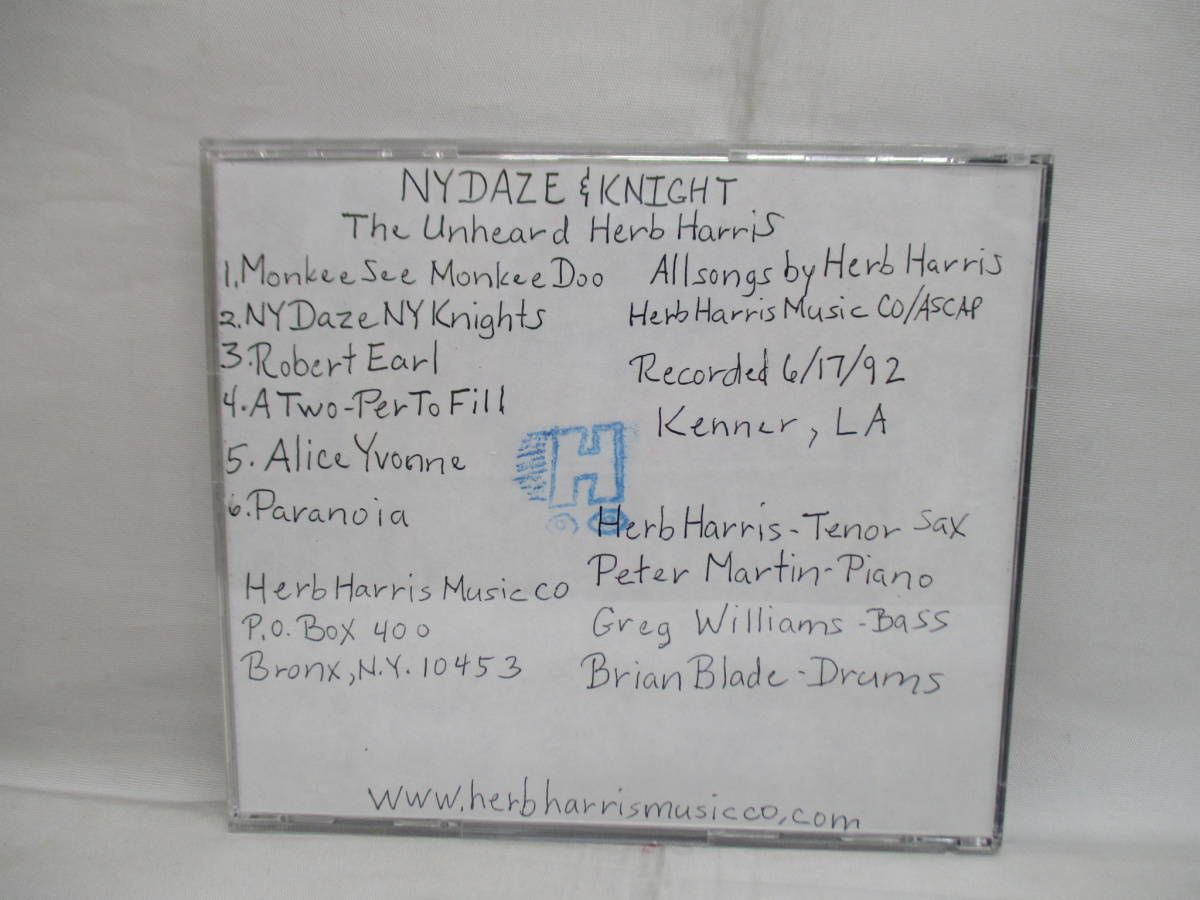 NYDAZE & KNIGHT
The Unheard Herb Harris
1. Monkee See Monkee Doo
2. NY Daze NY Knights
3. Robert Earl
4. A Two-Per To Fill
5. Alice Yvonne
6. Paranoia
All songs by Herb Harris
Herb Harris Music CO/ASCAP
Recorded 6/17/92
Kenner, LA
H
Herb Harris - Tenor Sax
Peter Martin - Piano
Greg Williams - Bass
Brian Blade - Drums
Herb Harris Music CO
P.O. Box 400
Bronx, N.Y. 10453
www.herbharrismusicco.com